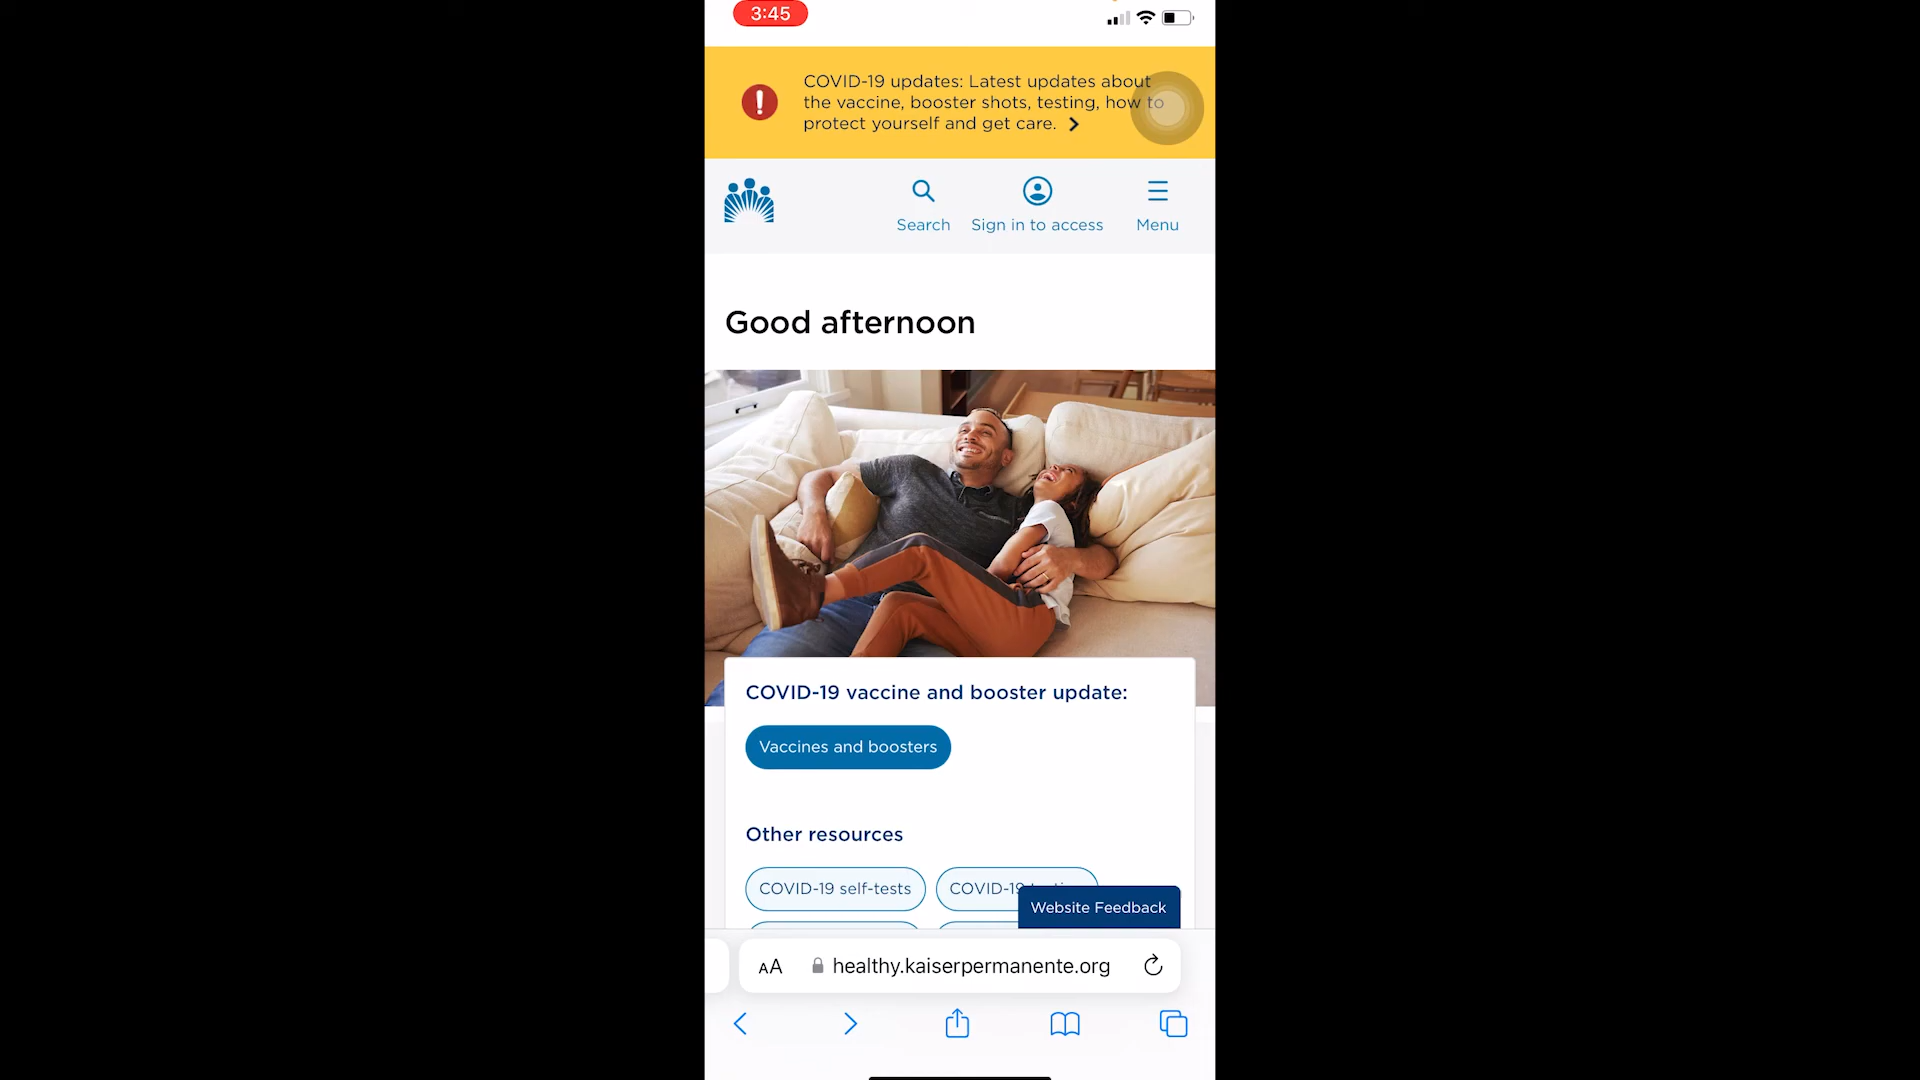 3:45
COVID-19 updates: Latest updates about
the vaccine, booster shots, testing, how to
protect yourself and get care.
Search
Sign in to access
Menu
Good afternoon
COVID-19 vaccine and booster update:
Vaccines and boosters
Other resources
COVID-19 self-tests
COVID-19
Website Feedback
AA
healthy.kaiserpermanente.org